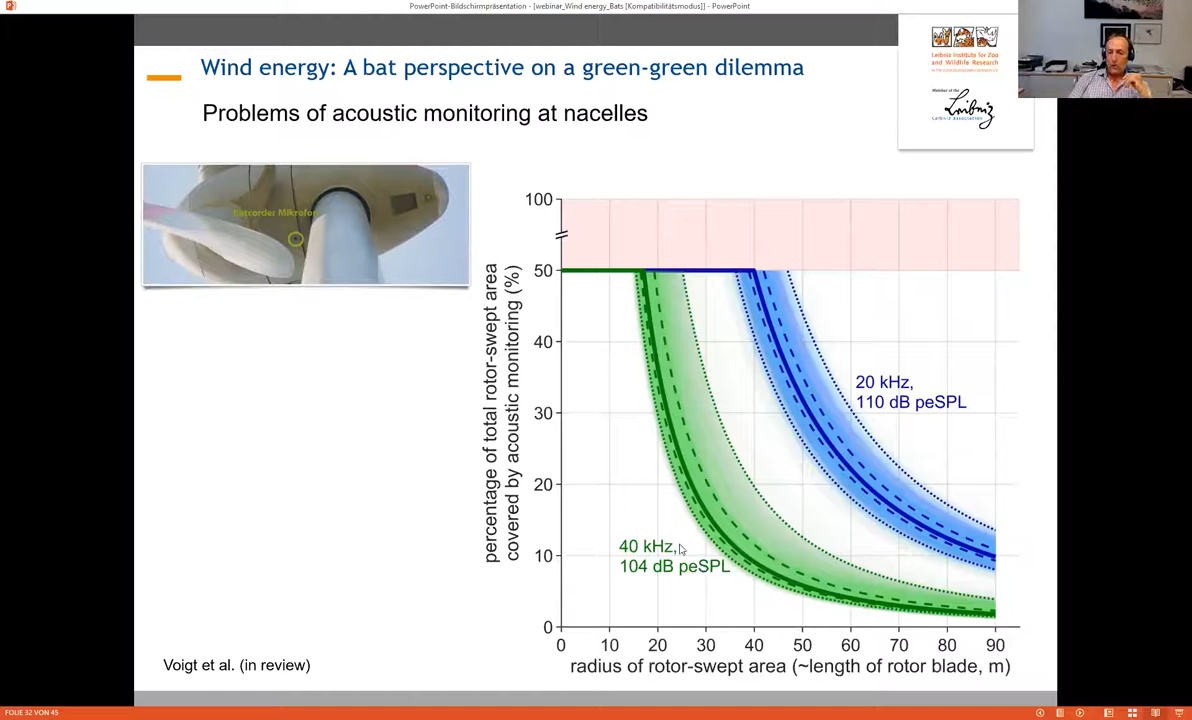 PowerPoint-Bildschirmpräsentation - [webinar_Wind energy_Bats [Kompatibilitätsmodus]] - PowerPoint
Wind energy: A bat perspective on a green-green dilemma
Problems of acoustic monitoring at nacelles
Leibniz Institute for Zoo
and Wildlife Research
Member of the
Leibniz
Leibniz Association
Batcorder Mikrofon
percentage of total rotor-swept area
covered by acoustic monitoring (%)
100
50
40
30
20
10
0
20 kHz,
110 dB peSPL
40 kHz,
104 dB peSPL
0 10 20 30 40 50 60 70 80 90
radius of rotor-swept area (~length of rotor blade, m)
Voigt et al. (in review)
FOLIE 32 VON 45